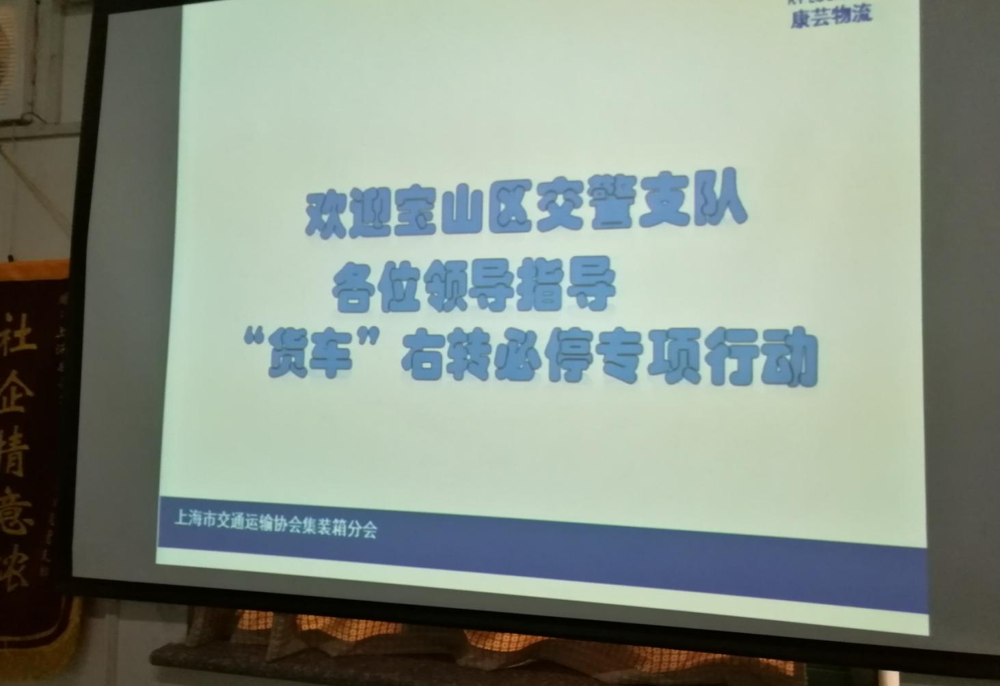 康芸物流
欢迎宝山区交警支队
各位领导指导
“货车”右转必停专项行动
上海市交通运输协会集装箱分会
社企情意浓